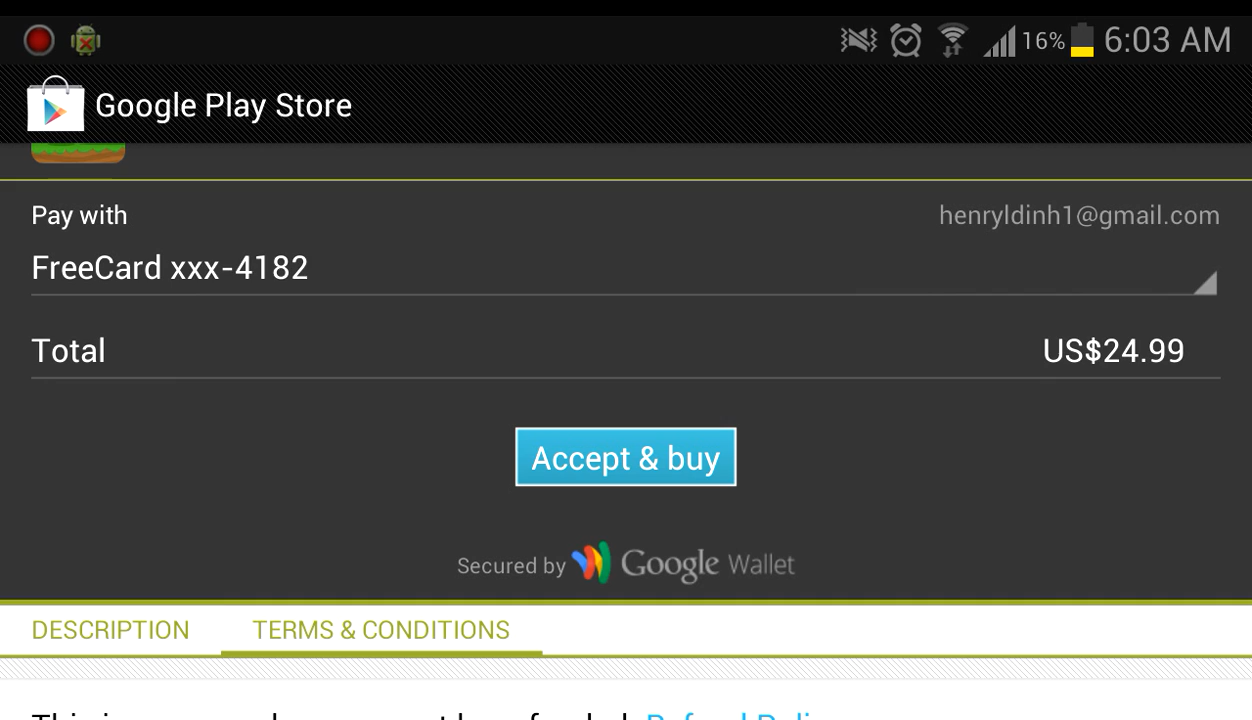 16% 6:03 AM
Google Play Store
Pay with henryldinh1@gmail.com
FreeCard xxx-4182
Total US$24.99
Accept & buy
Secured by Google Wallet
DESCRIPTION TERMS & CONDITIONS